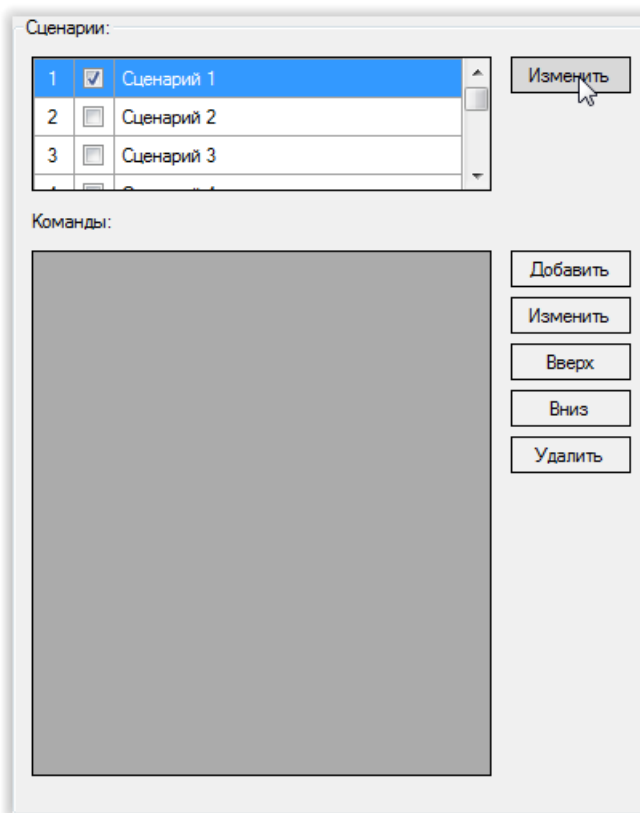 Сценарии:
1 Сценарий 1
Изменить
2 Сценарий 2
3 Сценарий 3
Команды:
Добавить
Изменить
Вверх
Вниз
Удалить